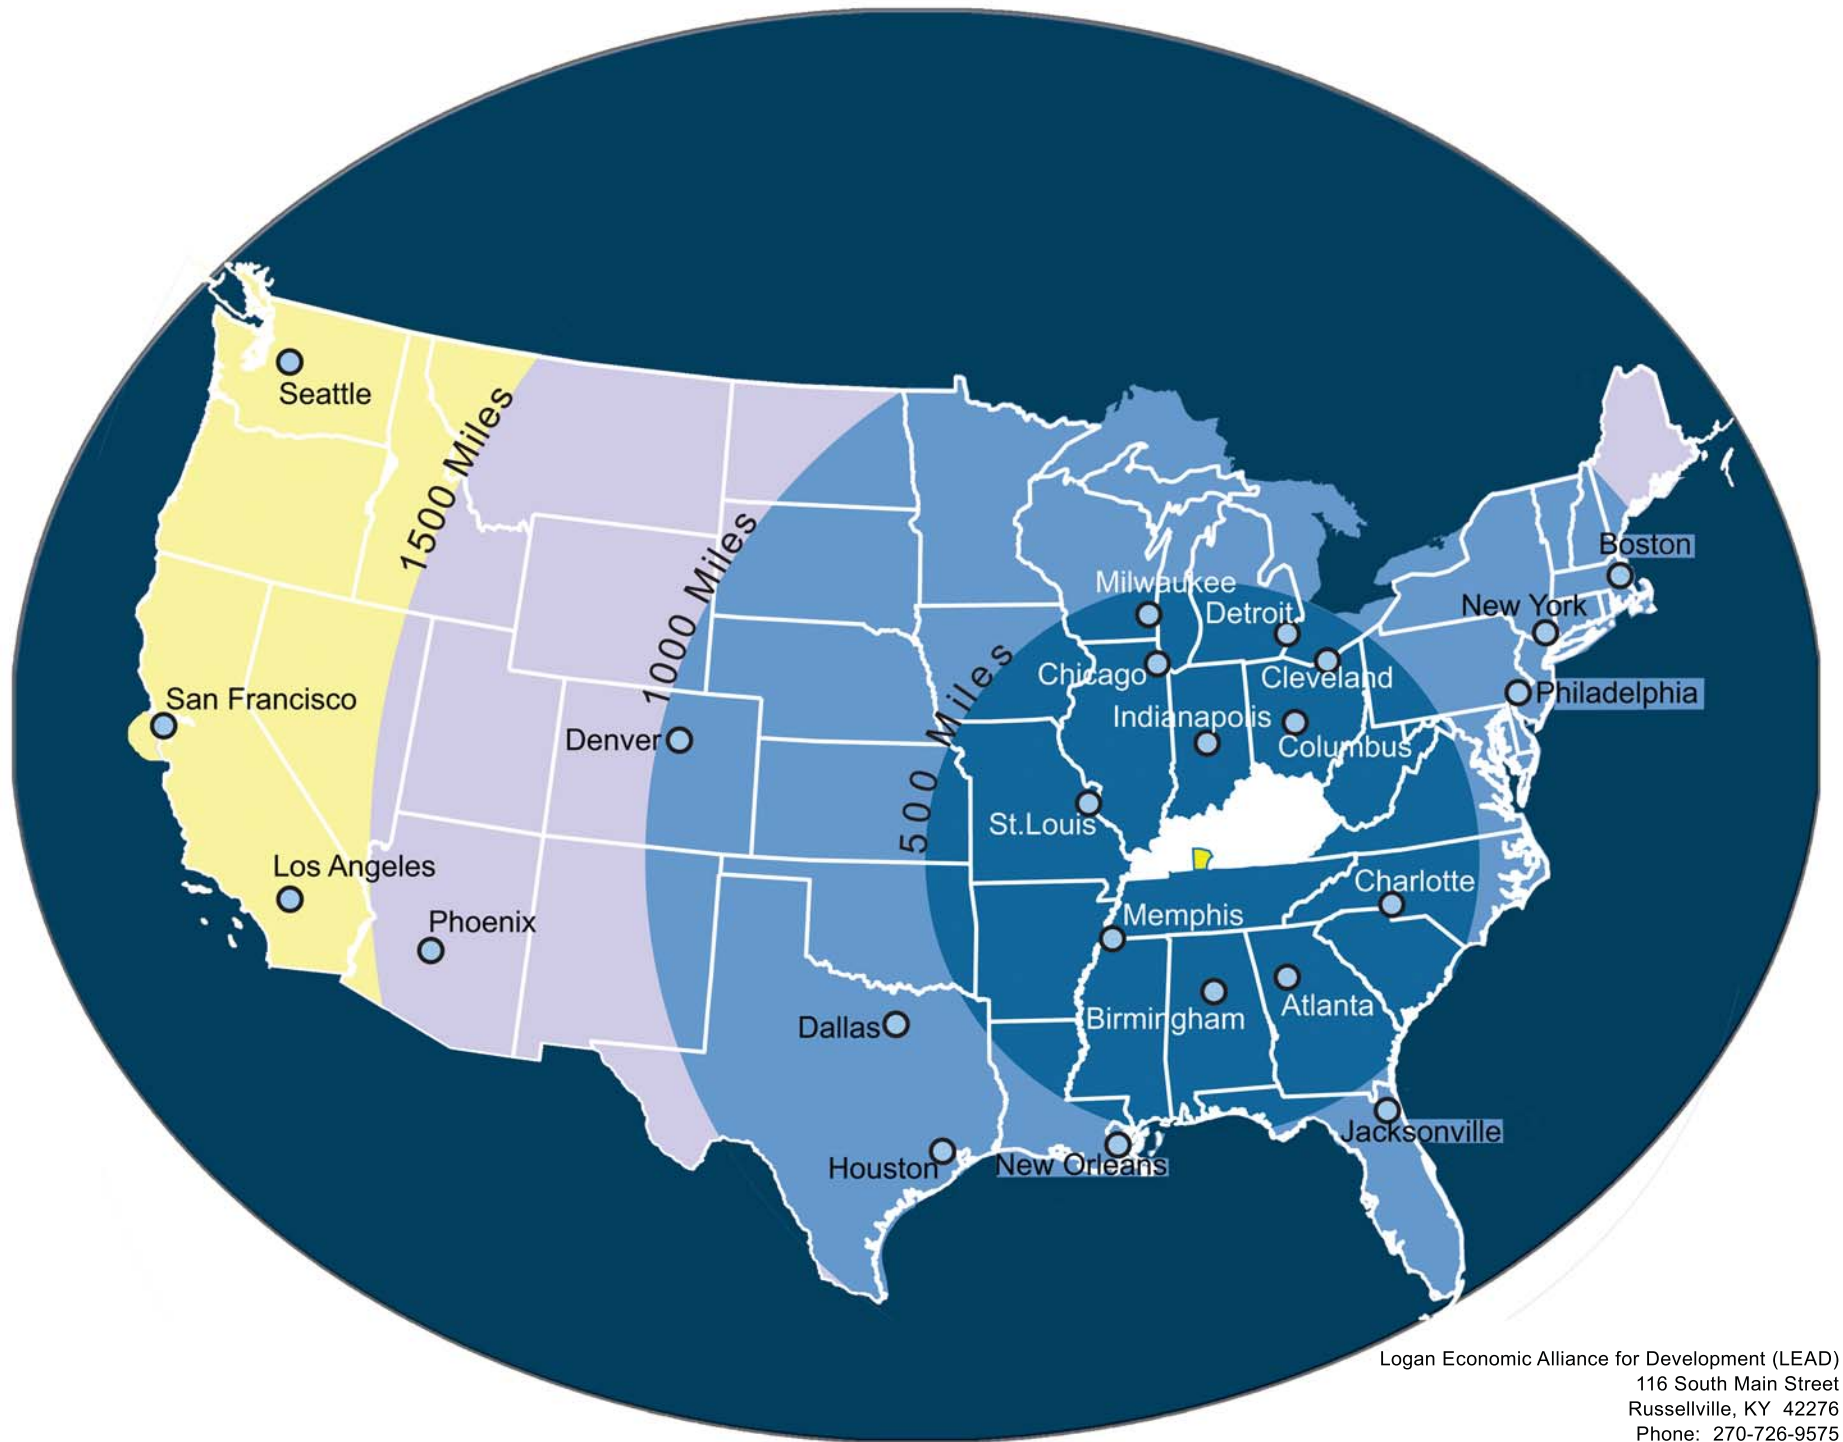 Seattle
1500 Miles
1000 Miles
500 Miles
Boston
Milwaukee
New York
Detroit
Chicago
Cleveland
San Francisco
Philadelphia
Indianapolis
Denver
Columbus
St.Louis
Los Angeles
Charlotte
Phoenix
Memphis
Atlanta
Birmingham
Dallas
Jacksonville
Houston
New Orleans
Logan Economic Alliance for Development (LEAD)
116 South Main Street
Russellville, KY 42276
Phone: 270-726-9575